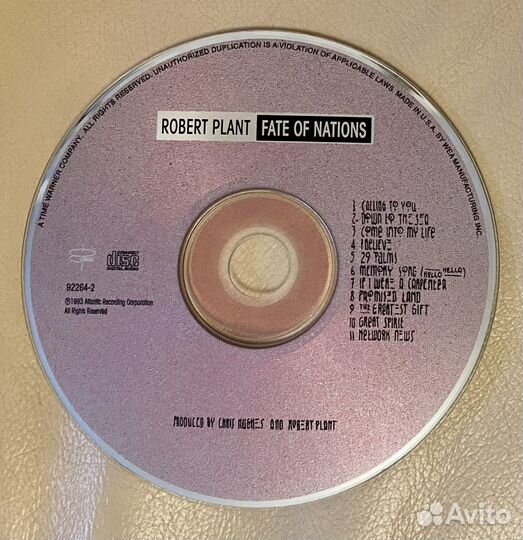 A TIME WARNER COMPANY. ALL RIGHTS RESERVED. UNAUTHORIZED DUPLICATION IS A VIOLATION OF APPLICABLE LAWS. MADE IN U.S.A. BY WEA MANUFACTURING INC.
ROBERT PLANT FATE OF NATIONS
1 CALLING TO YOU
2 DOWN TO THE SEA
3 COME INTO MY LIFE
4 I BELIEVE
5 29 PALMS
6 MEMORY SONG (HELLO HELLO)
7 IF I WERE A CARPENTER
8 PROMISED LAND
9 THE GREATEST GIFT
10 GREAT SPIRIT
11 NETWORK NEWS
COMPACT
disc
DIGITAL AUDIO
92264-2
℗1993 Atlantic Recording Corporation
All Rights Reserved
PRODUCED BY CHRIS HUGHES AND ROBERT PLANT
Avito